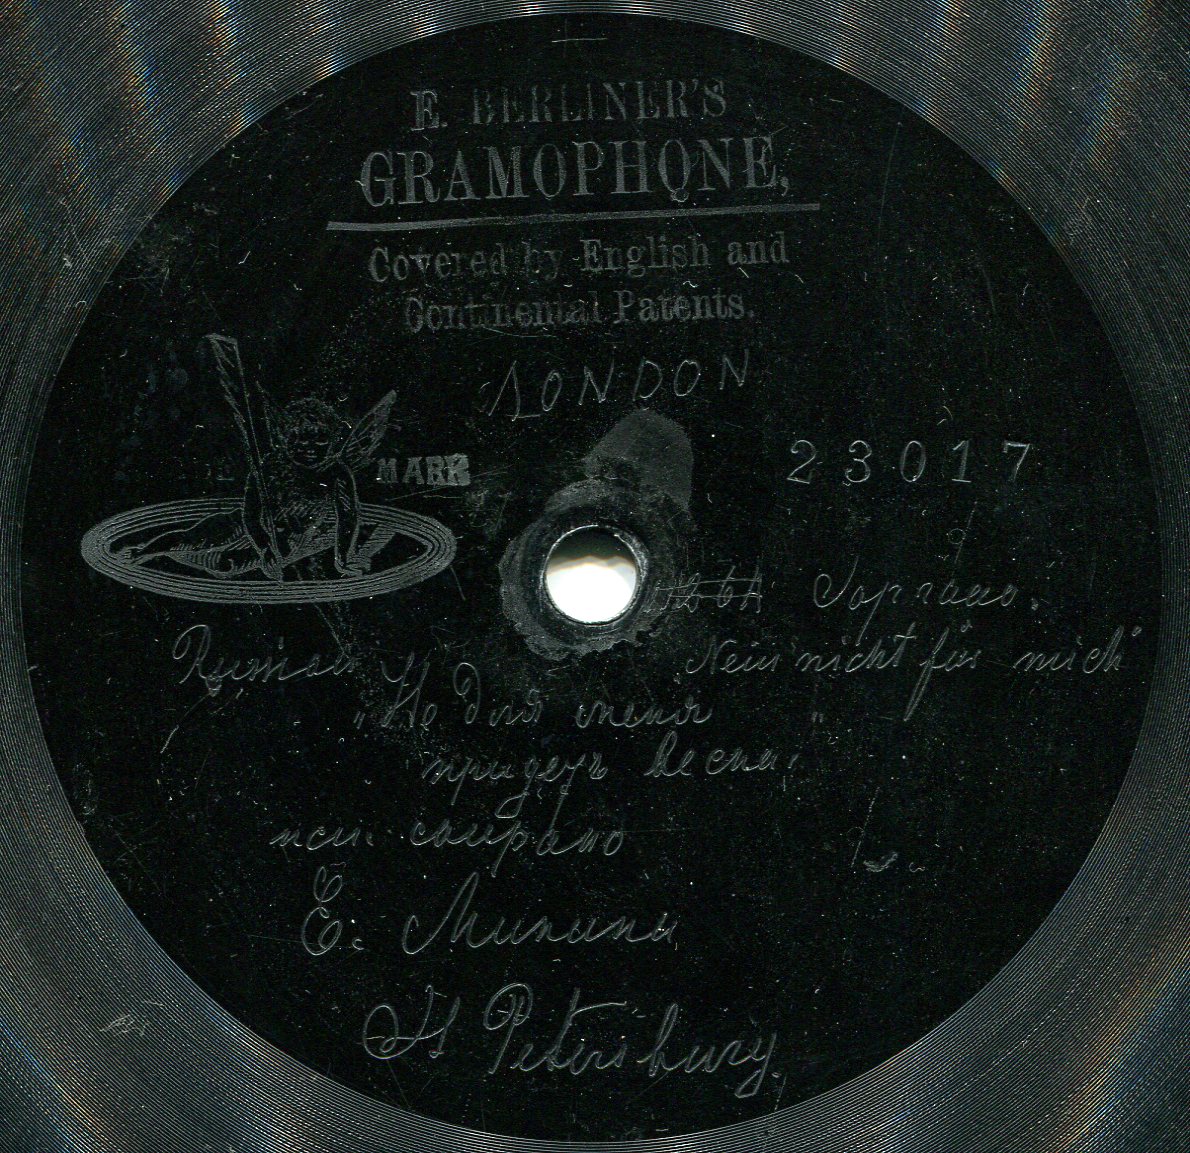 E. BERLINER'S
GRAMOPHONE,
Covered by English and
Continental Patents.
LONDON
MARK
23017
Soprano.
Russian
„Nein nicht für mich"
„Не для меня
придетъ весна"
исп. сопрано
Е.
St Petersburg.